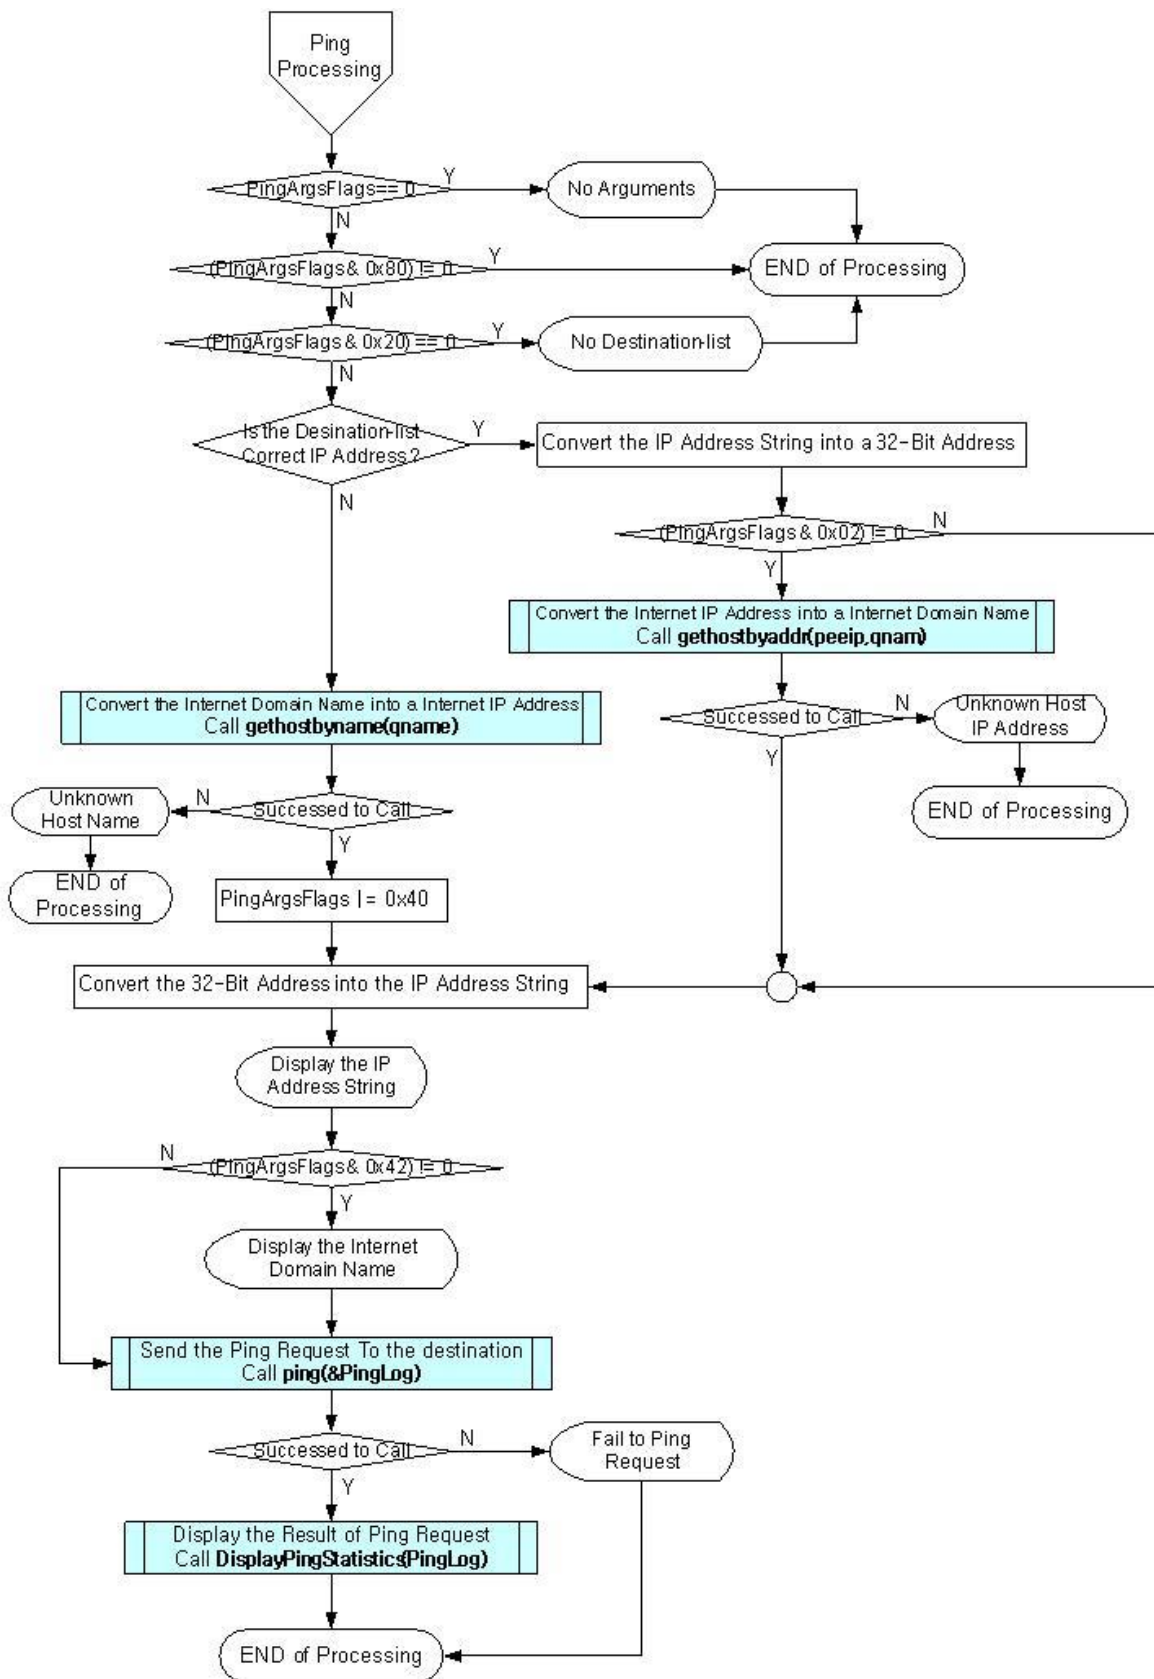 Ping
Processing
PingArgsFlags== 0
Y
No Arguments
N
(PingArgsFlags & 0x80) != 0
Y
END of Processing
N
(PingArgsFlags & 0x20) == 0
Y
No Destination-list
N
Is the Desination-list
Correct IP Address?
Y
Convert the IP Address String into a 32-Bit Address
N
(PingArgsFlags & 0x02) != 0
N
Y
Convert the Internet IP Address into a Internet Domain Name
Call gethostbyaddr(peeip,qnam)
Convert the Internet Domain Name into a Internet IP Address
Call gethostbyname(qname)
Successed to Call
N
Unknown Host
IP Address
Y
END of Processing
Unknown
Host Name
N
Successed to Call
Y
END of
Processing
PingArgsFlags |= 0x40
Convert the 32-Bit Address into the IP Address String
Display the IP
Address String
N
(PingArgsFlags & 0x42) != 0
Y
Display the Internet
Domain Name
Send the Ping Request To the destination
Call ping(&PingLog)
Successed to Call
N
Fail to Ping
Request
Y
Display the Result of Ping Request
Call DisplayPingStatistics(PingLog)
END of Processing